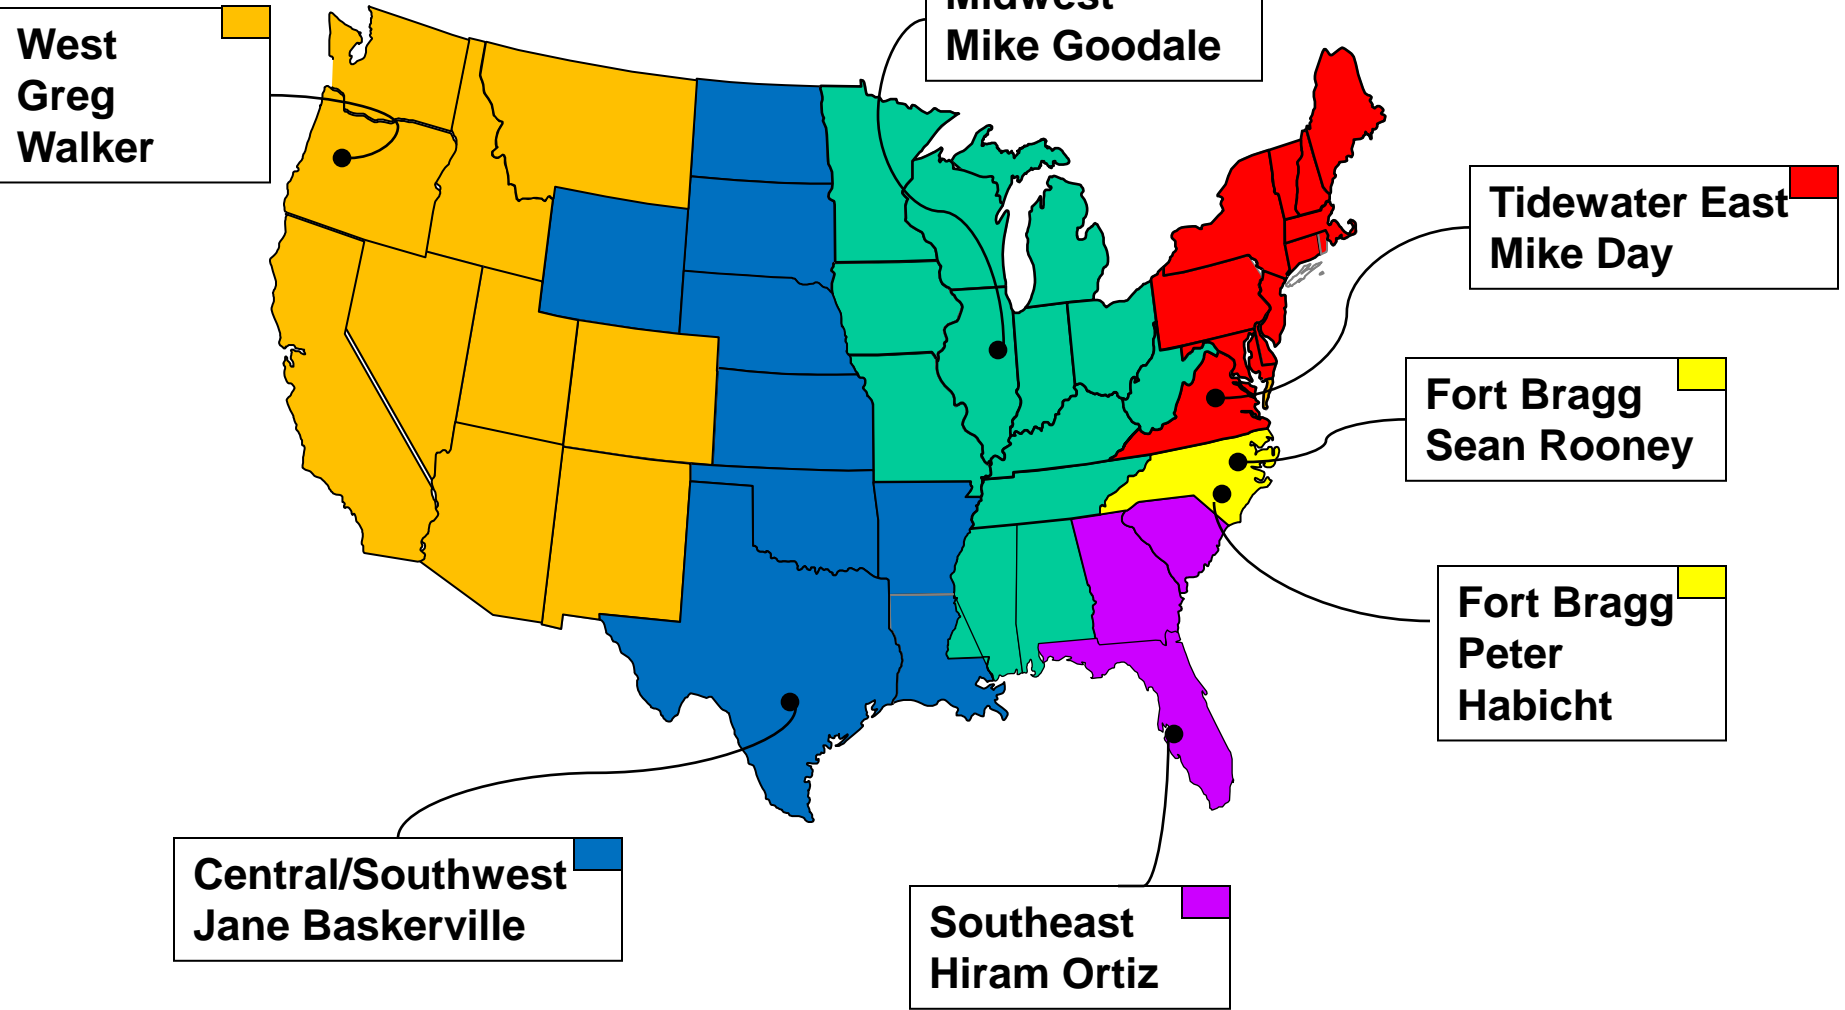 Midwest
Mike Goodale
West
Greg
Walker
Tidewater East
Mike Day
Fort Bragg
Sean Rooney
Fort Bragg
Peter
Habicht
Central/Southwest
Jane Baskerville
Southeast
Hiram Ortiz